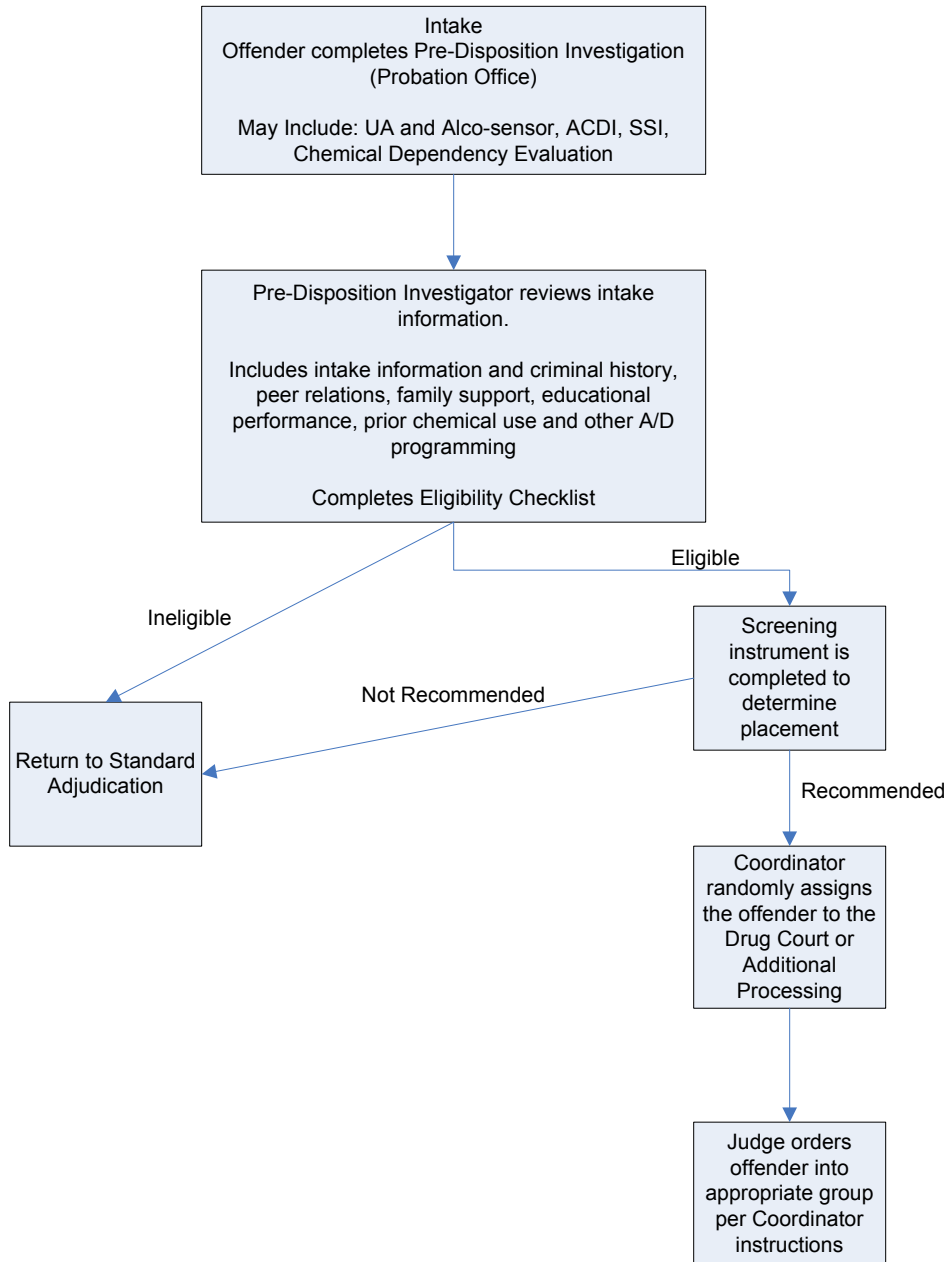 Intake
Offender completes Pre-Disposition Investigation
(Probation Office)
May Include: UA and Alco-sensor, ACDI, SSI,
Chemical Dependency Evaluation
Pre-Disposition Investigator reviews intake
information.
Includes intake information and criminal history,
peer relations, family support, educational
performance, prior chemical use and other A/D
programming
Completes Eligibility Checklist
Eligible
Ineligible
Screening
instrument is
completed to
determine
placement
Not Recommended
Return to Standard
Adjudication
Recommended
Coordinator
randomly assigns
the offender to the
Drug Court or
Additional
Processing
Judge orders
offender into
appropriate group
per Coordinator
instructions